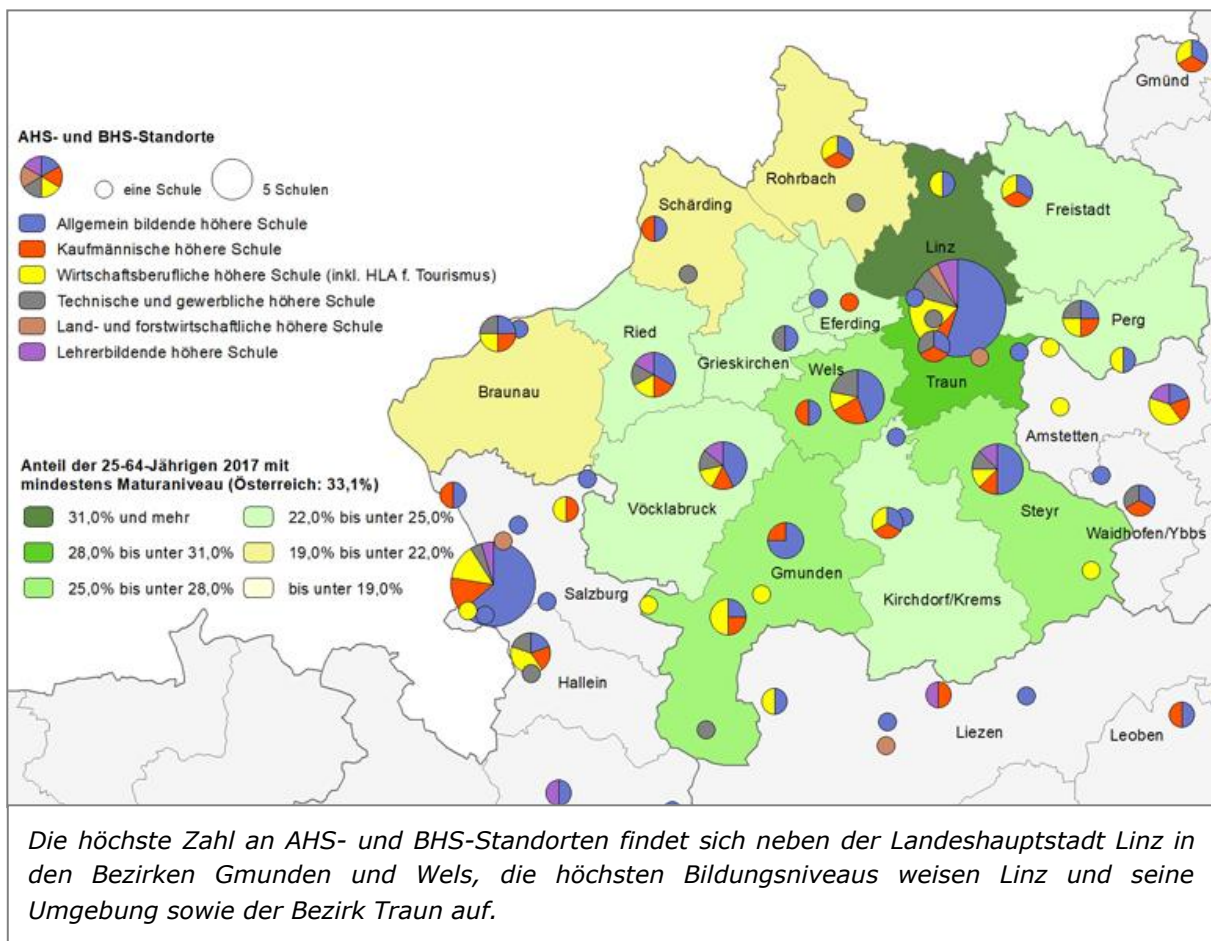 Gmünd
AHS- und BHS-Standorte
eine Schule
5 Schulen
Allgemein bildende höhere Schule
Kaufmännische höhere Schule
Wirtschaftsberufliche höhere Schule (inkl. HLA f. Tourismus)
Technische und gewerbliche höhere Schule
Land- und forstwirtschaftliche höhere Schule
Lehrerbildende höhere Schule
Rohrbach
Schärding
Freistadt
Linz
Ried
Eferding
Perg
Grieskirchen
Wels
Braunau
Traun
Amstetten
Anteil der 25-64-Jährigen 2017 mit
mindestens Maturaniveau (Österreich: 33,1%)
31,0% und mehr
22,0% bis unter 25,0%
28,0% bis unter 31,0%
19,0% bis unter 22,0%
25,0% bis unter 28,0%
bis unter 19,0%
Vöcklabruck
Steyr
Waidhofen/Ybbs
Gmunden
Salzburg
Kirchdorf/Krems
Hallein
Liezen
Leoben
Die höchste Zahl an AHS- und BHS-Standorten findet sich neben der Landeshauptstadt Linz in
den Bezirken Gmunden und Wels, die höchsten Bildungsniveaus weisen Linz und seine
Umgebung sowie der Bezirk Traun auf.